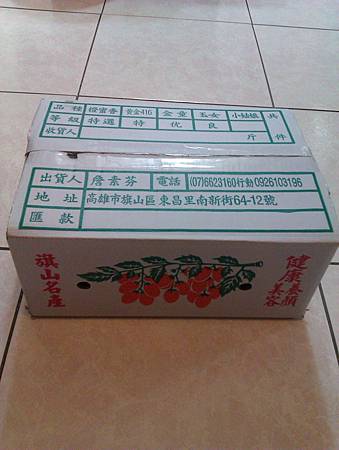 品種 橙蜜香 黃金416 金童 玉女 小姑娘 共
等級 特選 特 优 良 件
收貨人 斤
出貨人 詹素芬 電話 (07)6623160行動0926103196
地址 高雄市旗山區東昌里南新街64-12號
匯款
旗山名產
健康
養顏
美容